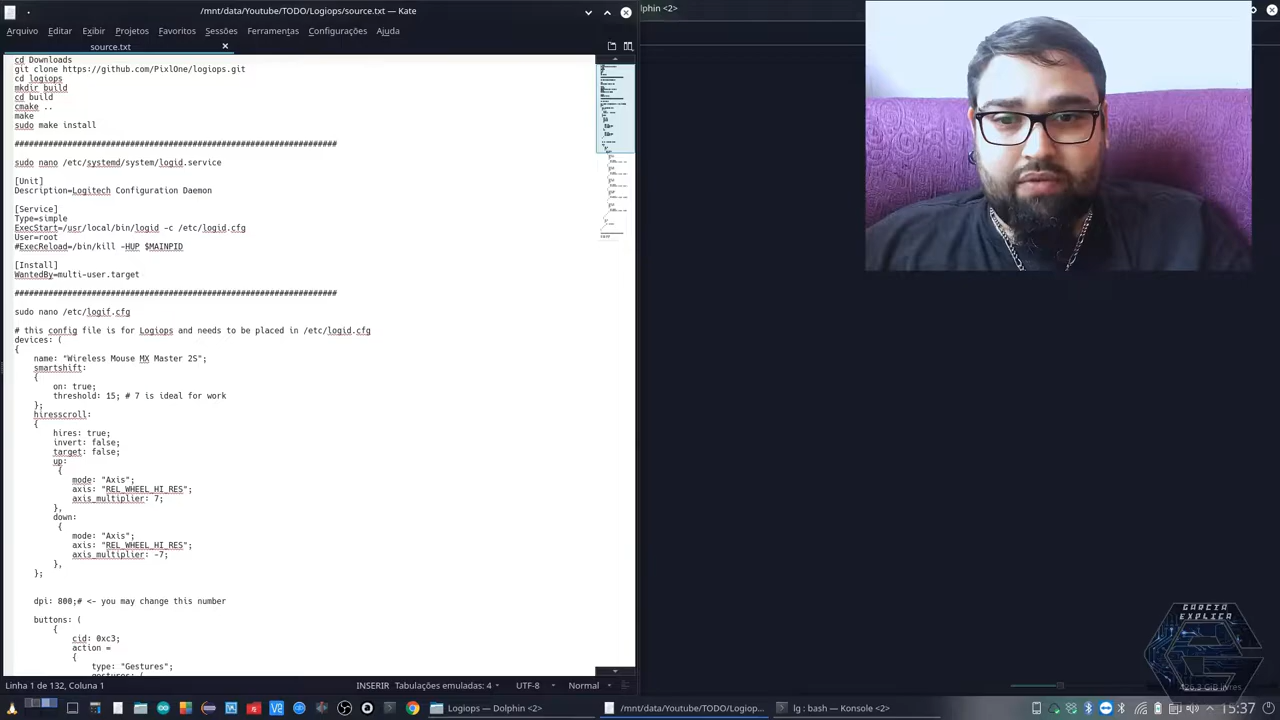 /mnt/data/Youtube/TODO/Logiops/source.txt — Kate
Dolphin <2>
Arquivo Editar Exibir Projetos Favoritos Sessões Ferramentas Configurações Ajuda
source.txt
cd Downloads
git clone https://github.com/PixlOne/logiops.git
cd logiops
mkdir build
cd build
cmake ..
make
sudo make install
###################################################################
sudo nano /etc/systemd/system/logid.service
[Unit]
Description=Logitech Configuration Daemon
[Service]
Type=simple
ExecStart=/usr/local/bin/logid -c /etc/logid.cfg
User=root
#ExecReload=/bin/kill -HUP $MAINPID
[Install]
WantedBy=multi-user.target
###################################################################
sudo nano /etc/logif.cfg
# this config file is for Logiops and needs to be placed in /etc/logid.cfg
devices: (
{
name: "Wireless Mouse MX Master 2S";
smartshift:
{
on: true;
threshold: 15; # 7 is ideal for work
};
hiresscroll:
{
hires: true;
invert: false;
target: false;
up:
{
mode: "Axis";
axis: "REL_WHEEL_HI_RES";
axis_multiplier: 7;
},
down:
{
mode: "Axis";
axis: "REL_WHEEL_HI_RES";
axis_multiplier: -7;
},
};
dpi: 800;# <- you may change this number
buttons: (
{
cid: 0xc3;
action =
{
type: "Gestures";
gestures: (
GARCIA
EXPLICA
Linha 1 de 132, Coluna 1
INSERIR Tabulações emuladas: 4 UTF-8 Normal
GiB livres
Logiops — Dolphin <2>
/mnt/data/Youtube/TODO/Logiop...
lg : bash — Konsole <2>
15:37